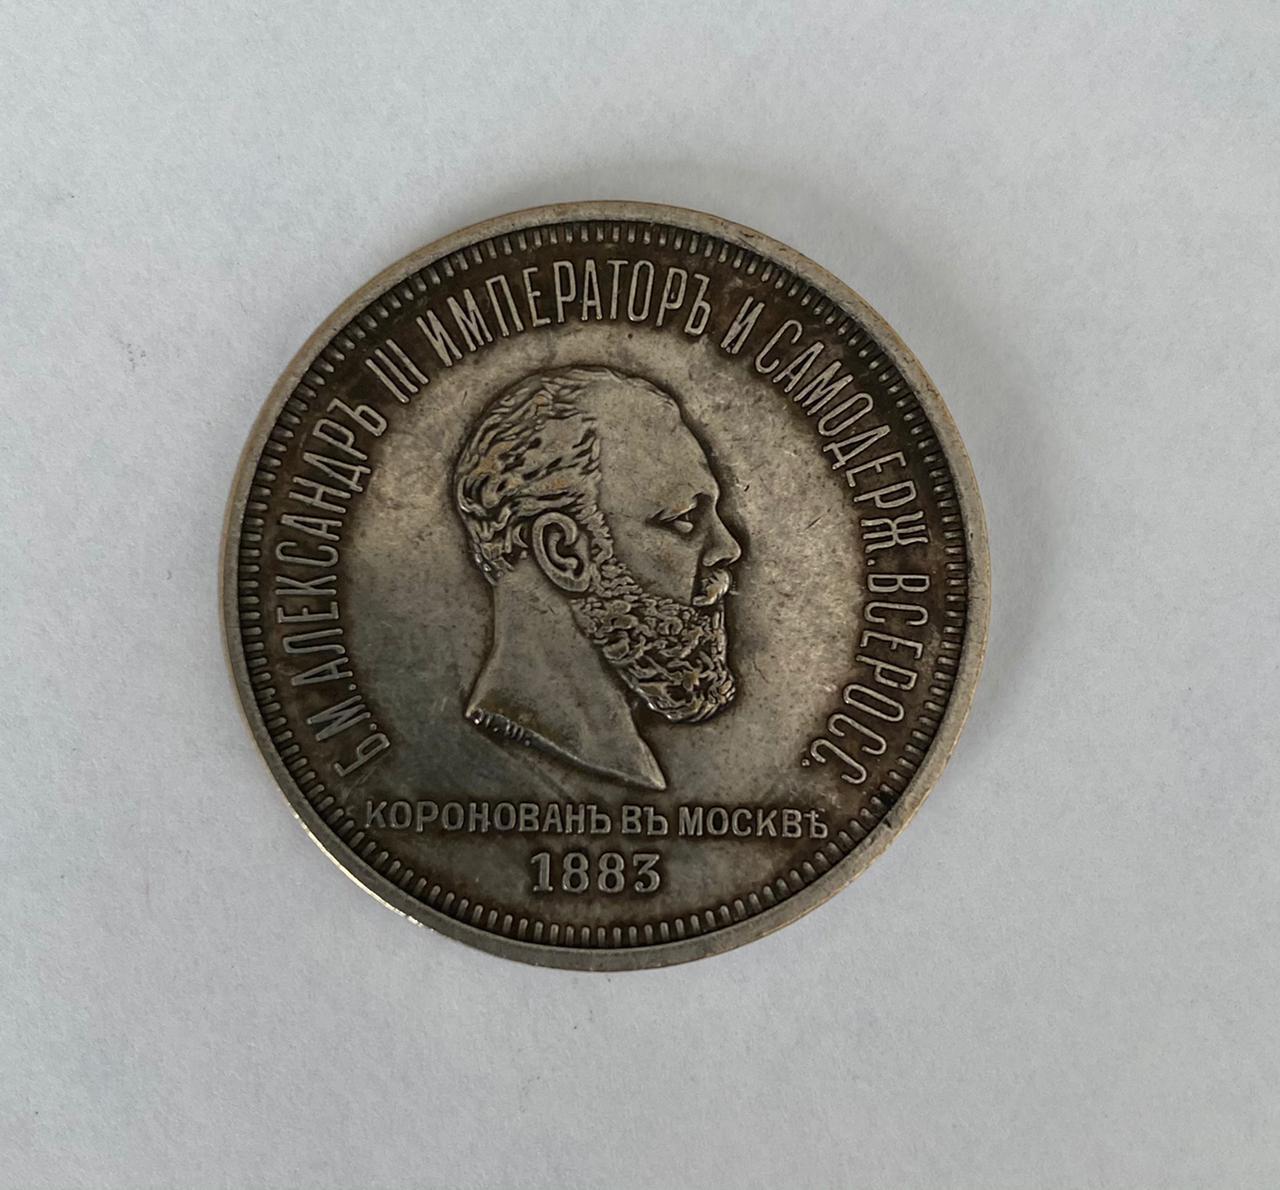 Б.М.АЛЕКСАНДРЪ III ИМПЕРАТОРЪ И САМОДЕРЖ.ВСЕРОСС.
КОРОНОВАНЪ ВЪ МОСКВѢ
1883